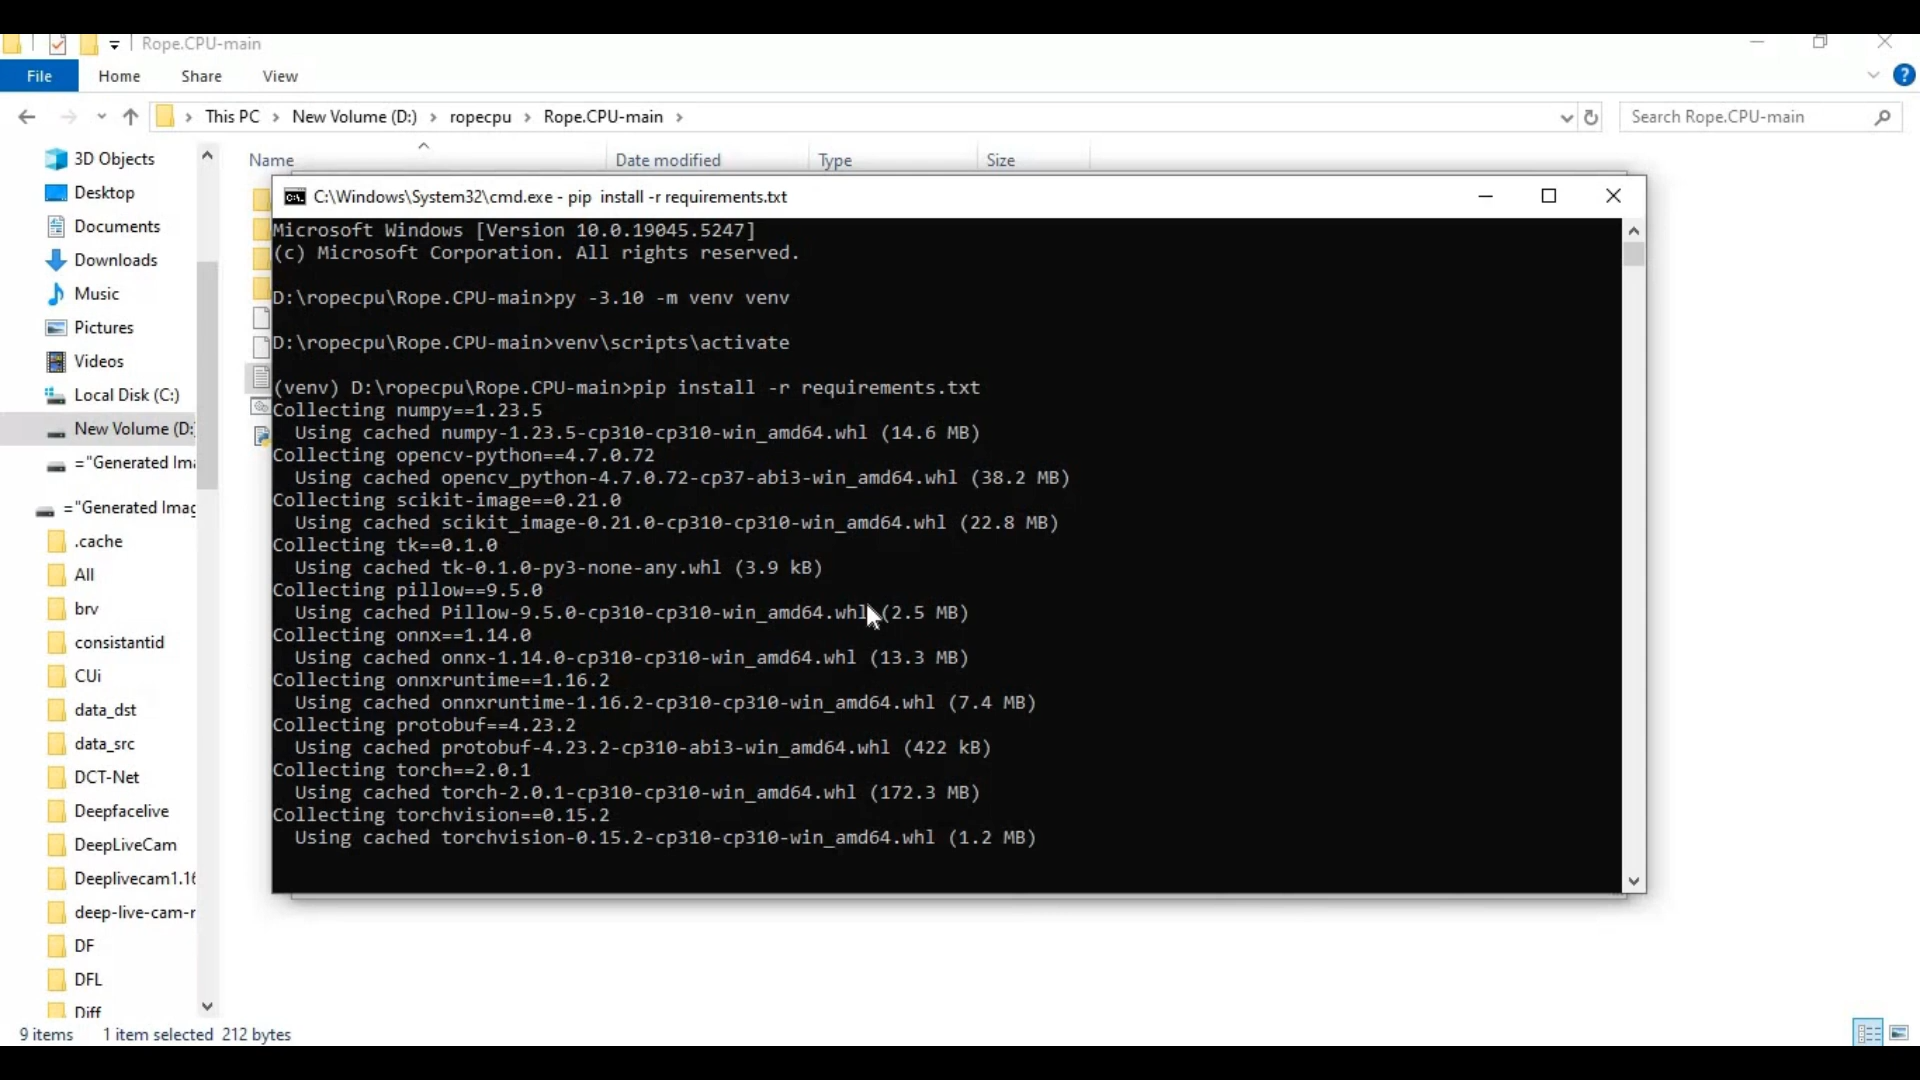 Rope.CPU-main
File Home Share View
This PC > New Volume (D:) > ropecpu > Rope.CPU-main >
Search Rope.CPU-main
Name Date modified Type Size
3D Objects
Desktop
Documents
Downloads
Music
Pictures
Videos
Local Disk (C:)
New Volume (D:
="Generated Ima
="Generated Imag
.cache
All
brv
consistantid
CUi
data_dst
data_src
DCT-Net
Deepfacelive
DeepLiveCam
Deeplivecam1.16
deep-live-cam-r
DF
DFL
Diff
C:\Windows\System32\cmd.exe - pip  install -r requirements.txt
Microsoft Windows [Version 10.0.19045.5247]
(c) Microsoft Corporation. All rights reserved.
D:\ropecpu\Rope.CPU-main>py -3.10 -m venv venv
D:\ropecpu\Rope.CPU-main>venv\scripts\activate
(venv) D:\ropecpu\Rope.CPU-main>pip install -r requirements.txt
Collecting numpy==1.23.5
  Using cached numpy-1.23.5-cp310-cp310-win_amd64.whl (14.6 MB)
Collecting opencv-python==4.7.0.72
  Using cached opencv_python-4.7.0.72-cp37-abi3-win_amd64.whl (38.2 MB)
Collecting scikit-image==0.21.0
  Using cached scikit_image-0.21.0-cp310-cp310-win_amd64.whl (22.8 MB)
Collecting tk==0.1.0
  Using cached tk-0.1.0-py3-none-any.whl (3.9 kB)
Collecting pillow==9.5.0
  Using cached Pillow-9.5.0-cp310-cp310-win_amd64.whl (2.5 MB)
Collecting onnx==1.14.0
  Using cached onnx-1.14.0-cp310-cp310-win_amd64.whl (13.3 MB)
Collecting onnxruntime==1.16.2
  Using cached onnxruntime-1.16.2-cp310-cp310-win_amd64.whl (7.4 MB)
Collecting protobuf==4.23.2
  Using cached protobuf-4.23.2-cp310-abi3-win_amd64.whl (422 kB)
Collecting torch==2.0.1
  Using cached torch-2.0.1-cp310-cp310-win_amd64.whl (172.3 MB)
Collecting torchvision==0.15.2
  Using cached torchvision-0.15.2-cp310-cp310-win_amd64.whl (1.2 MB)
9 items 1 item selected 212 bytes